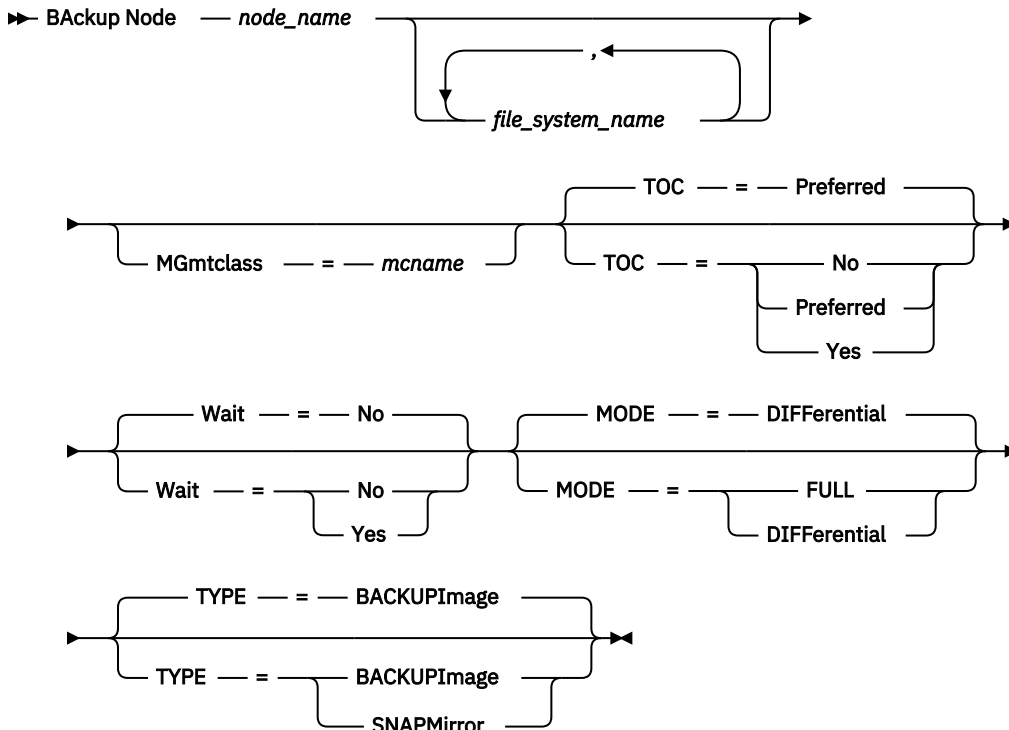 BAckup Node — node_name
,
file_system_name
TOC — = — Preferred
MGmtclass — = — mcname
TOC — = — No
Preferred
Yes
Wait — = — No
MODE — = — DIFFerential
Wait — = — No
Yes
MODE — = — FULL
DIFFerential
TYPE — = — BACKUPImage
TYPE — = — BACKUPImage
SNAPMirror